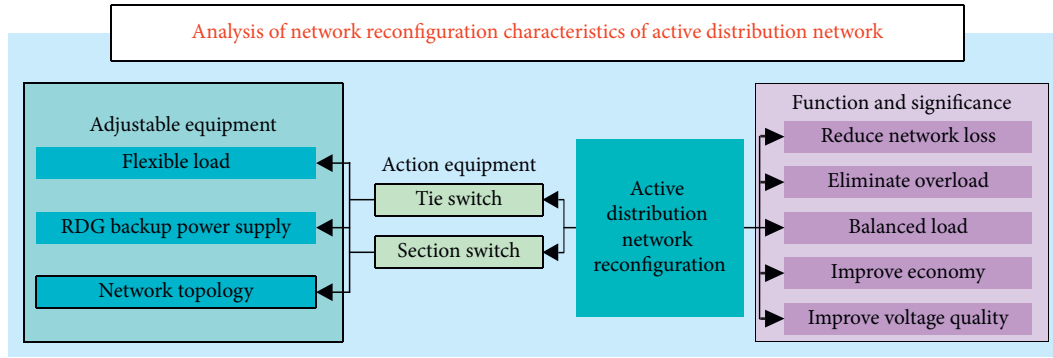 Analysis of network reconfiguration characteristics of active distribution network
Adjustable equipment
Flexible load
RDG backup power supply
Network topology
Action equipment
Tie switch
Section switch
Active
distribution
network
reconfiguration
Function and significance
Reduce network loss
Eliminate overload
Balanced load
Improve economy
Improve voltage quality